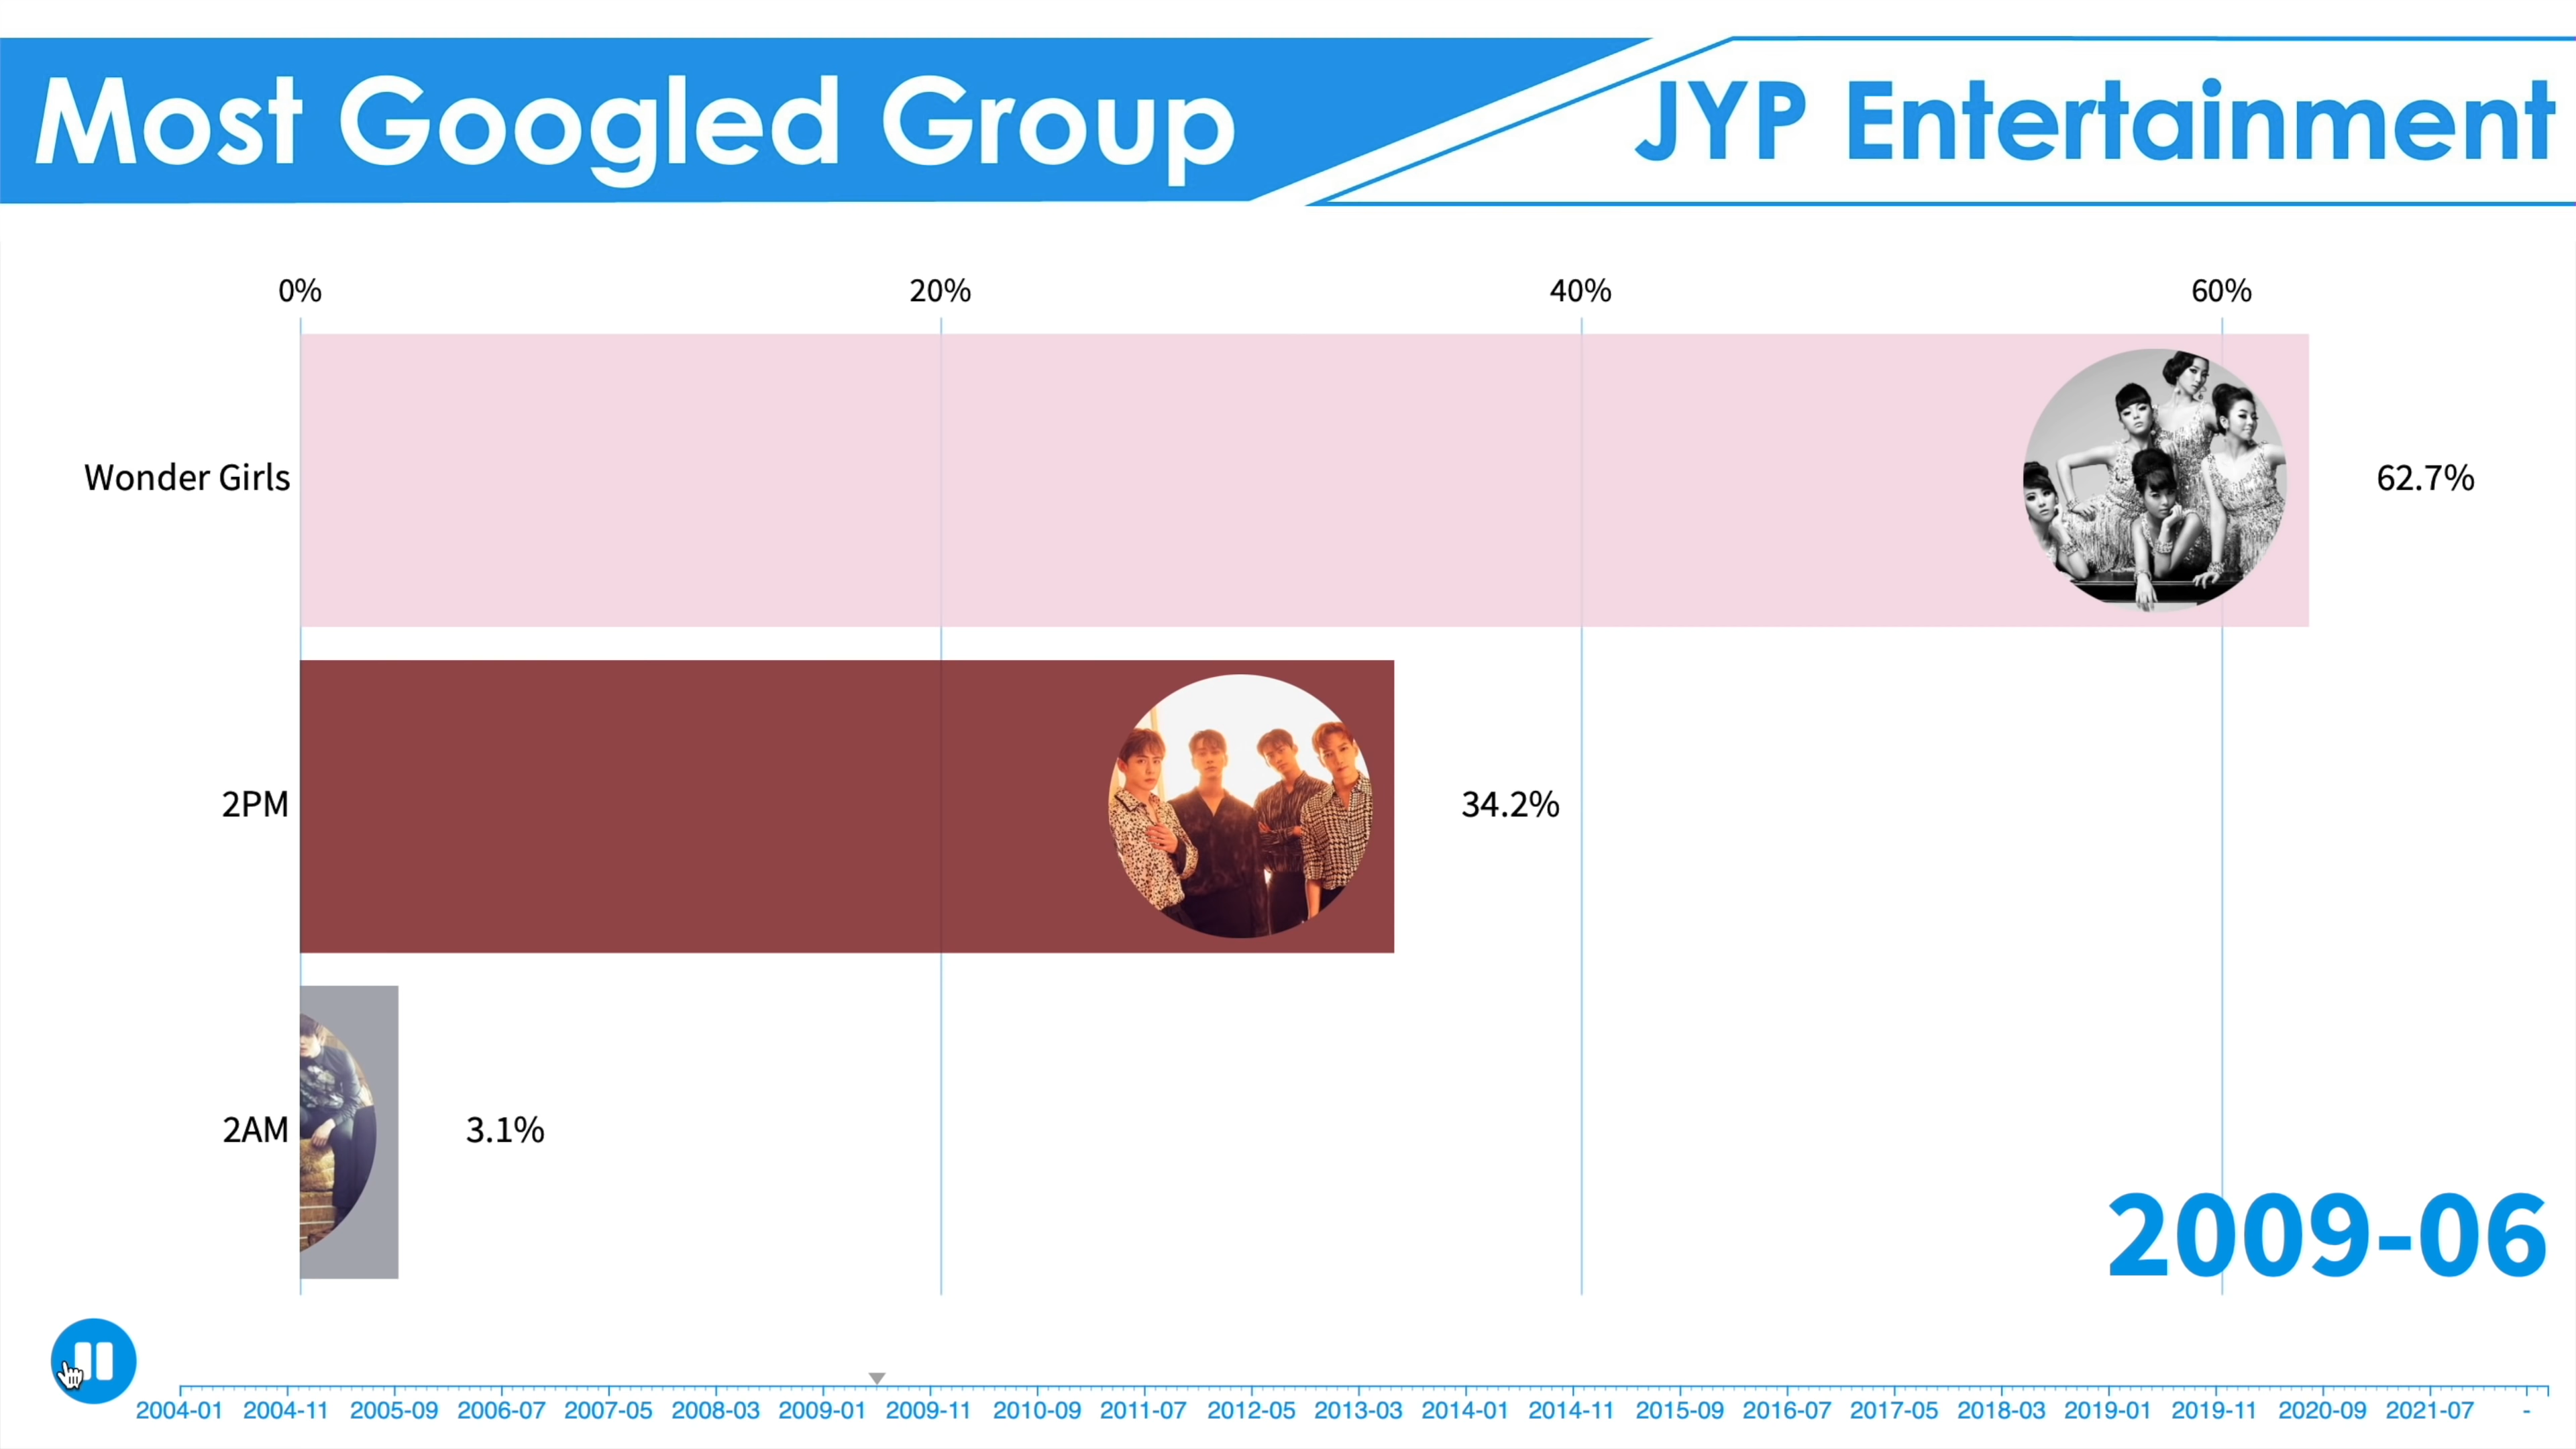 Most Googled Group
JYP Entertainment
0% 20% 40% 60%
Wonder Girls 62.7%
2PM 34.2%
2AM 3.1%
2009-06
2004-01 2004-11 2005-09 2006-07 2007-05 2008-03 2009-01 2009-11 2010-09 2011-07 2012-05 2013-03 2014-01 2014-11 2015-09 2016-07 2017-05 2018-03 2019-01 2019-11 2020-09 2021-07 -